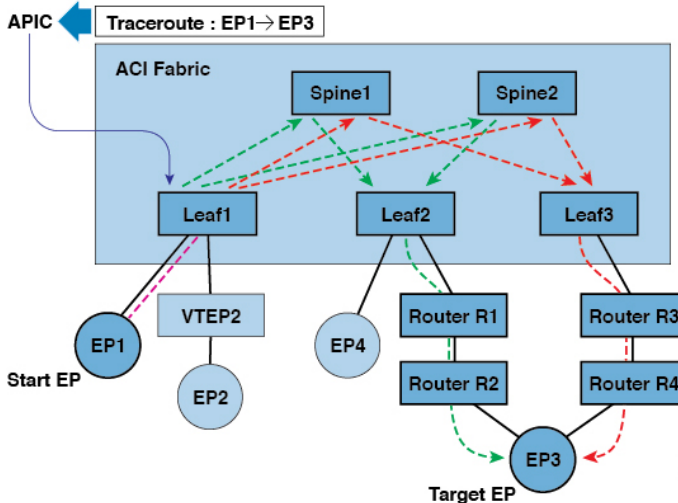 APIC
Traceroute : EP1→EP3
ACI Fabric
Spine1
Spine2
Leaf1
Leaf2
Leaf3
VTEP2
Router R1
Router R3
EP1
EP4
Start EP
EP2
Router R2
Router R4
EP3
Target EP